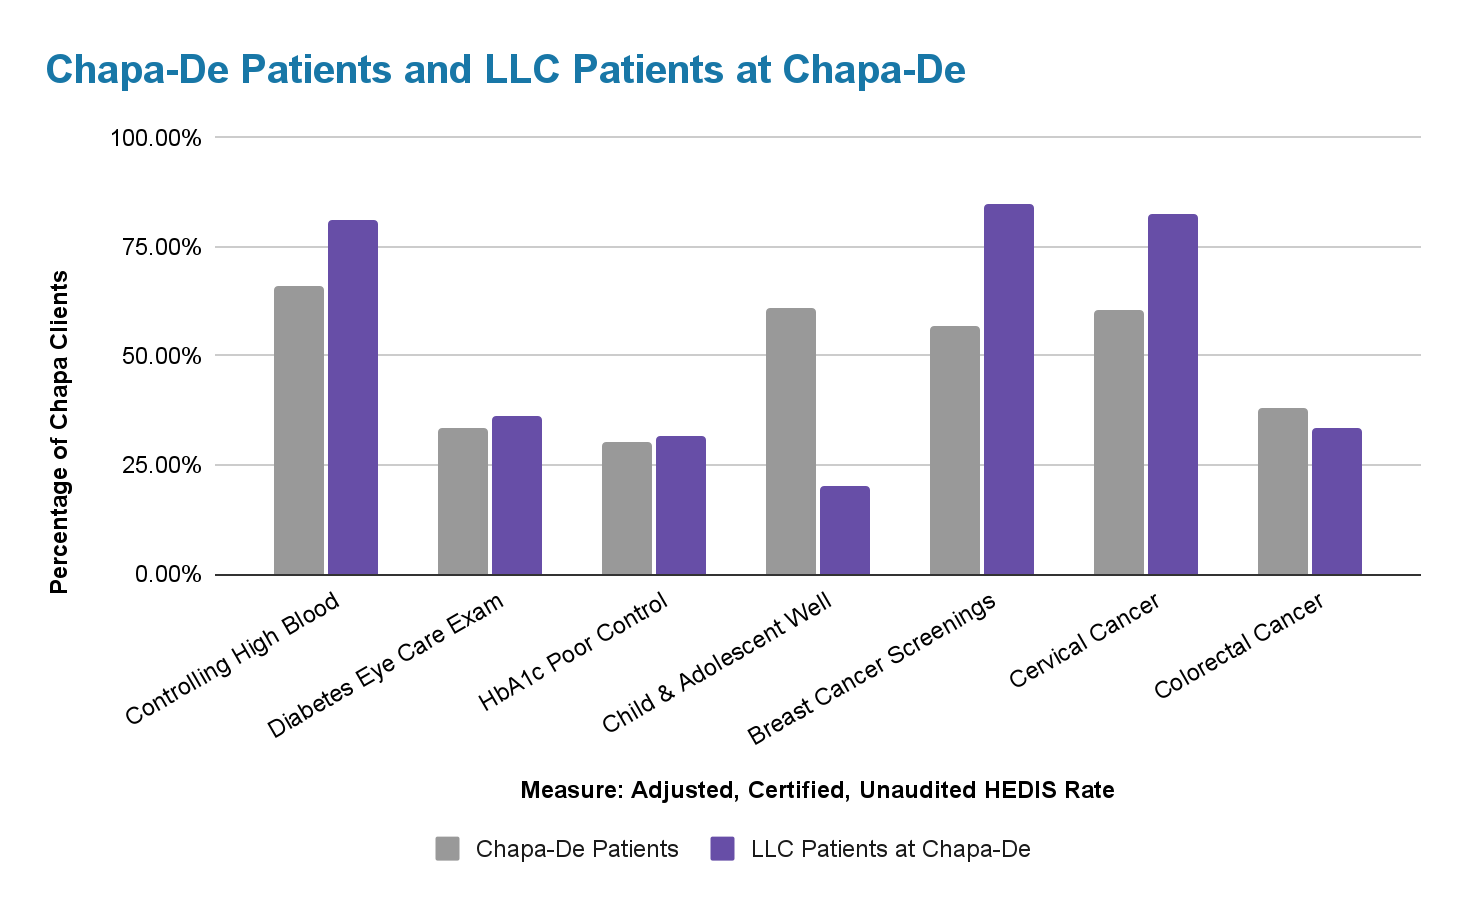 Chapa-De Patients and LLC Patients at Chapa-De
100.00%
75.00%
50.00%
25.00%
0.00%
Percentage of Chapa Clients
Controlling High Blood
Diabetes Eye Care Exam
HbA1c Poor Control
Child & Adolescent Well
Breast Cancer Screenings
Cervical Cancer
Colorectal Cancer
Measure: Adjusted, Certified, Unaudited HEDIS Rate
Chapa-De Patients
LLC Patients at Chapa-De